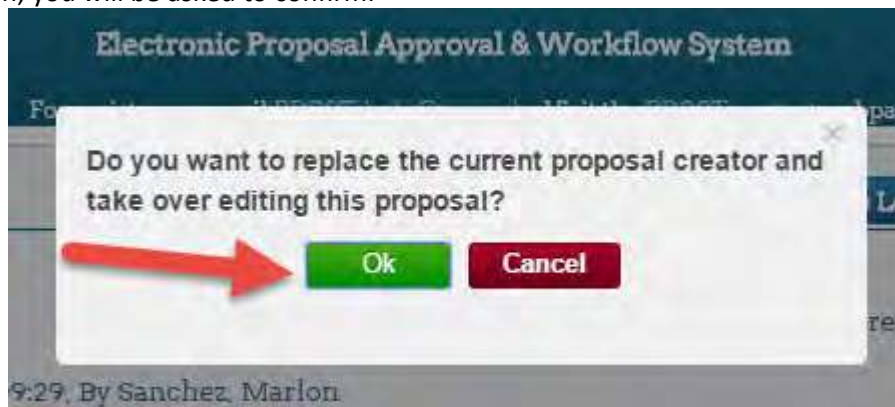 you will be asked to confirm.
Electronic Proposal Approval & Workflow System
Fo
Do you want to replace the current proposal creator and
take over editing this proposal?
Ok Cancel
9:29, By Sanchez, Marlon